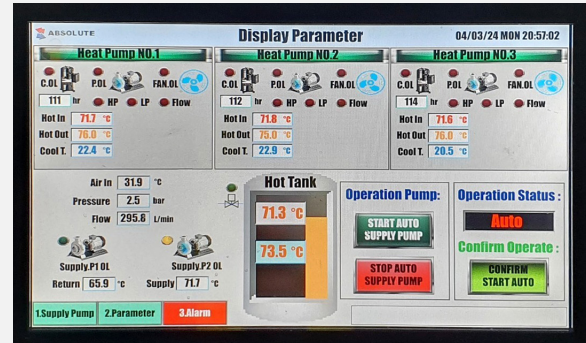 ABSOLUTE
Display Parameter
04/03/24 MON 20:57:02
Heat Pump NO.1
C.OL P.OL FAN.OL
111 hr HP LP Flow
Hot In 71.7 °C
Hot Out 76.0 °C
Cool T. 22.4 °C
Heat Pump NO.2
C.OL P.OL FAN.OL
112 hr HP LP Flow
Hot In 71.8 °C
Hot Out 75.0 °C
Cool T. 22.9 °C
Heat Pump NO.3
C.OL P.OL FAN.OL
114 hr HP LP Flow
Hot In 71.6 °C
Hot Out 76.0 °C
Cool T. 20.5 °C
Air In 31.9 °C
Pressure 2.5 bar
Flow 295.8 L/min
Supply.P1 OL Supply.P2 OL
Return 65.9 °C Supply 71.7 °C
Hot Tank
71.3 °C
73.5 °C
Operation Pump:
START AUTO
SUPPLY PUMP
STOP AUTO
SUPPLY PUMP
Operation Status :
Auto
Confirm Operate :
CONFIRM
START AUTO
1.Supply Pump 2.Parameter 3.Alarm